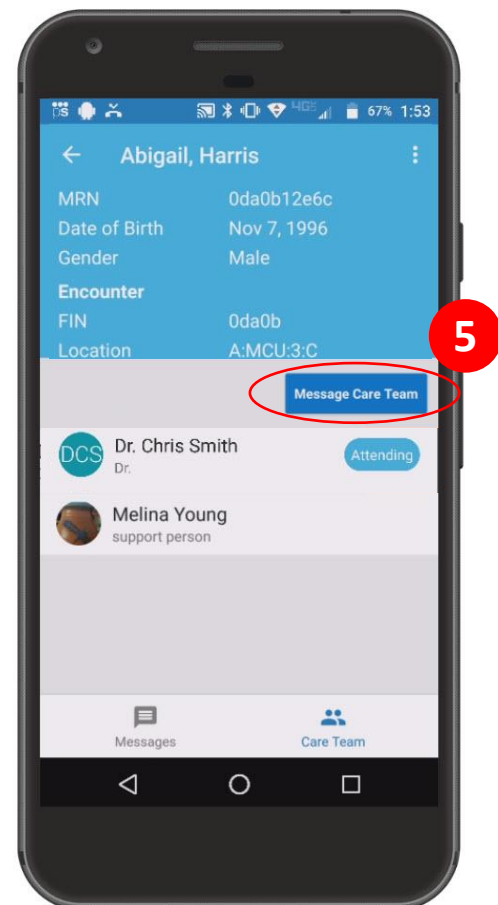 67% 1:53
Abigail, Harris
MRN 0da0b12e6c
Date of Birth Nov 7, 1996
Gender Male
Encounter
FIN 0da0b
Location A:MCU:3:C
5
Message Care Team
DCS Dr. Chris Smith Attending
Dr.
Melina Young
support person
Messages Care Team